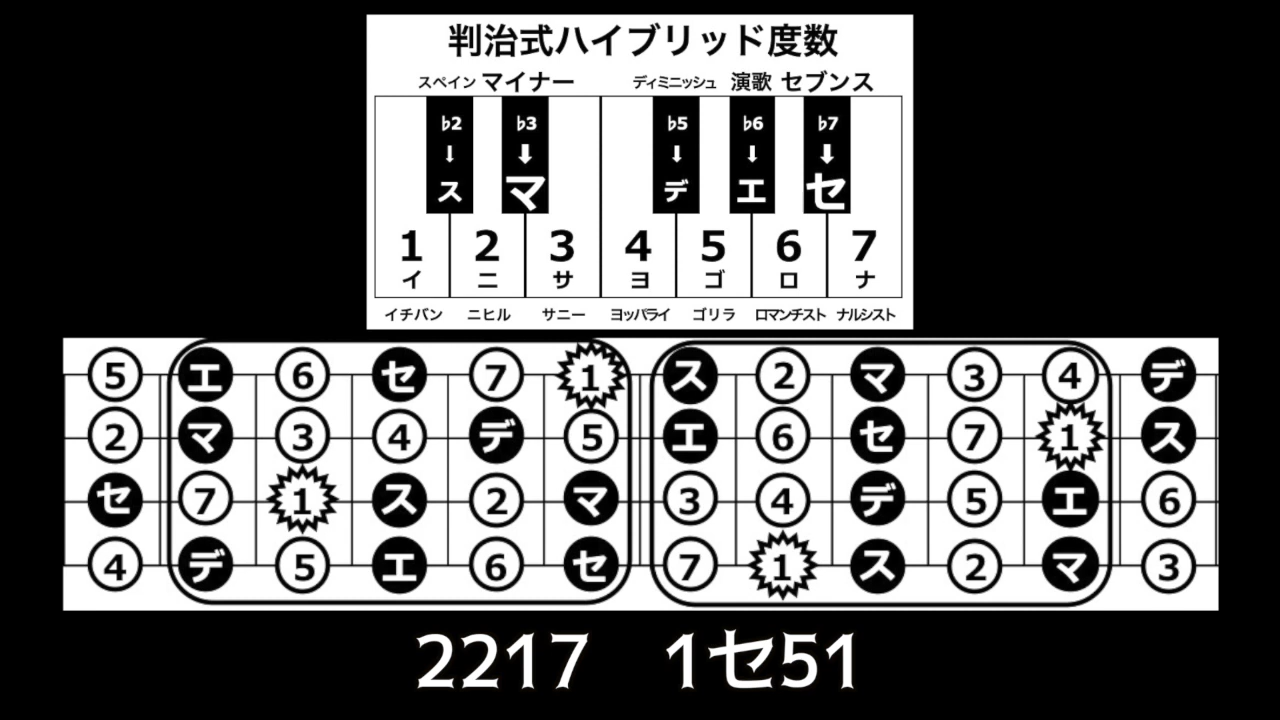 判治式ハイブリッド度数
スペイン マイナー ディミニッシュ 演歌 セブンス
♭2 ♭3 ♭5 ♭6 ♭7
↓ ↓ ↓ ↓ ↓
ス マ デ エ セ
1 2 3 4 5 6 7
イ ニ サ ヨ ゴ ロ ナ
イチバン ニヒル サニー ヨッパライ ゴリラ ロマンチスト ナルシスト
5 エ 6 セ 7 1 ス 2 マ 3 4 デ
2 マ 3 4 デ 5 エ 6 セ 7 1 ス
セ 7 1 ス 2 マ 3 4 デ 5 エ 6
4 デ 5 エ 6 セ 7 1 ス 2 マ 3
2217 1セ51